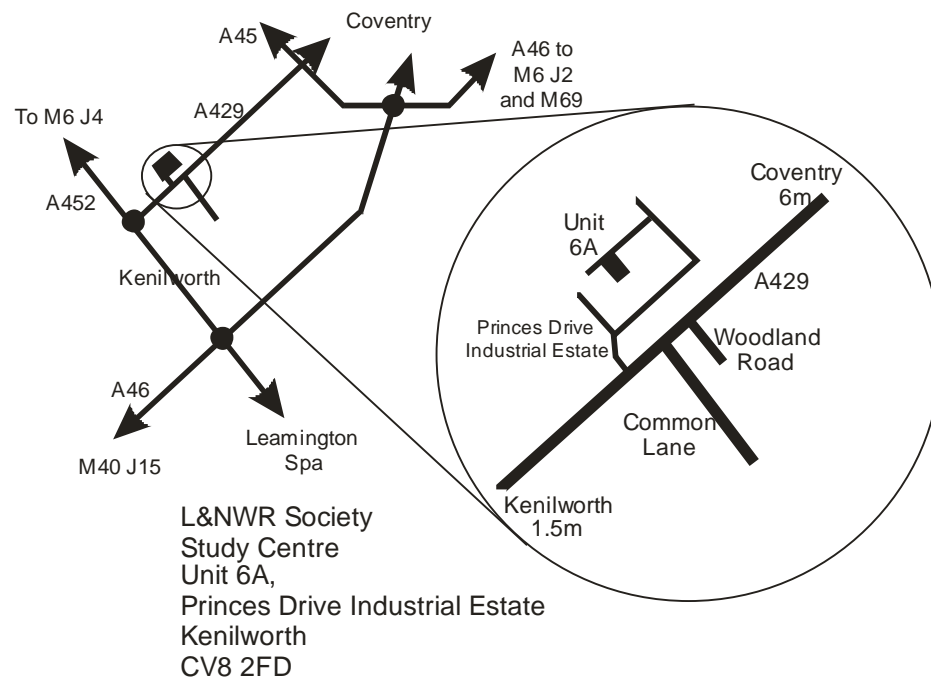 A45
Coventry
A46 to
M6 J2
and M69
A429
To M6 J4
A452
Kenilworth
A46
M40 J15
Leamington
Spa
Coventry
6m
Unit
6A
A429
Princes Drive
Industrial Estate
Woodland
Road
Common
Lane
Kenilworth
1.5m
L&NWR Society
Study Centre
Unit 6A,
Princes Drive Industrial Estate
Kenilworth
CV8 2FD